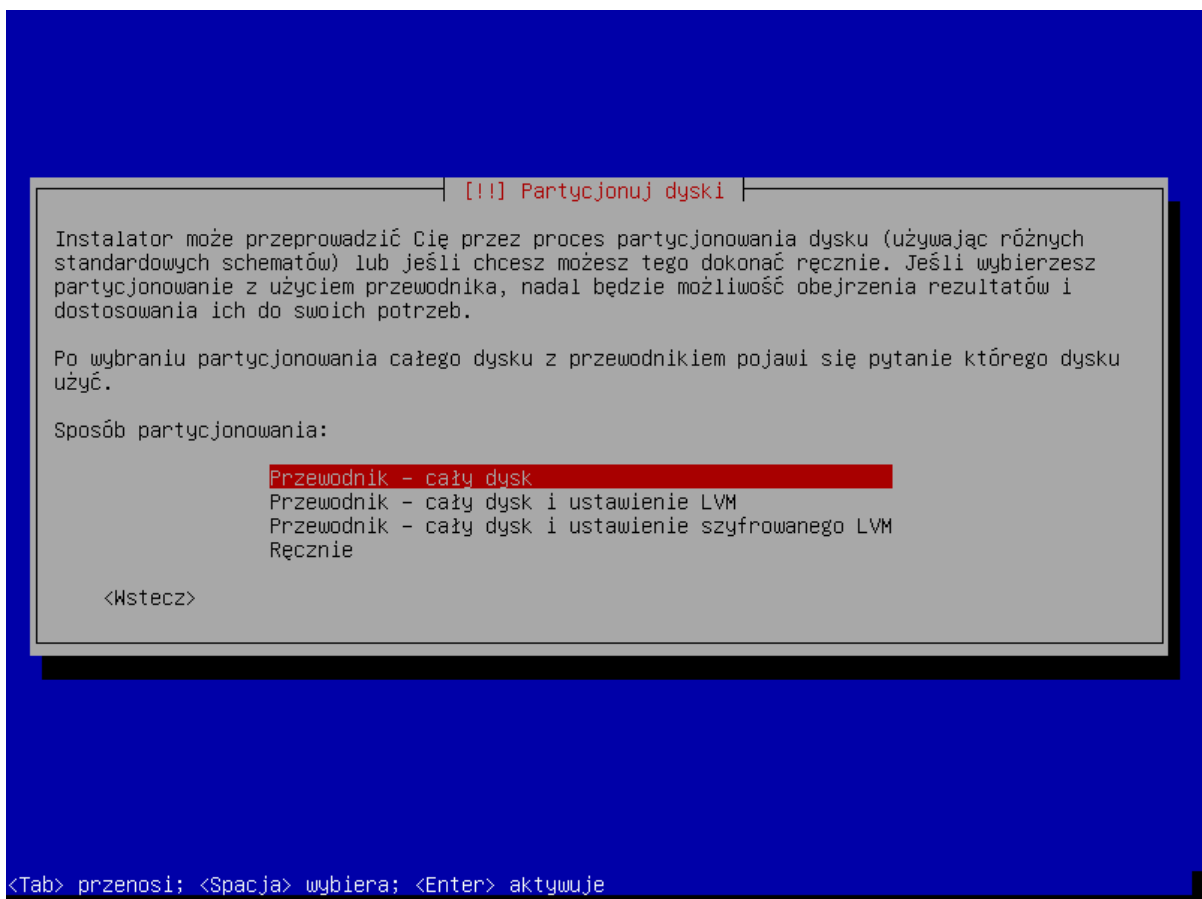 [!!] Partycjonuj dyski
Instalator może przeprowadzić Cię przez proces partycjonowania dysku (używając różnych
standardowych schematów) lub jeśli chcesz możesz tego dokonać ręcznie. Jeśli wybierzesz
partycjonowanie z użyciem przewodnika, nadal będzie możliwość obejrzenia rezultatów i
dostosowania ich do swoich potrzeb.
Po wybraniu partycjonowania całego dysku z przewodnikiem pojawi się pytanie którego dysku
użyć.
Sposób partycjonowania:
Przewodnik – cały dysk
Przewodnik – cały dysk i ustawienie LVM
Przewodnik – cały dysk i ustawienie szyfrowanego LVM
Ręcznie
<Wstecz>
<Tab> przenosi; <Spacja> wybiera; <Enter> aktywuje